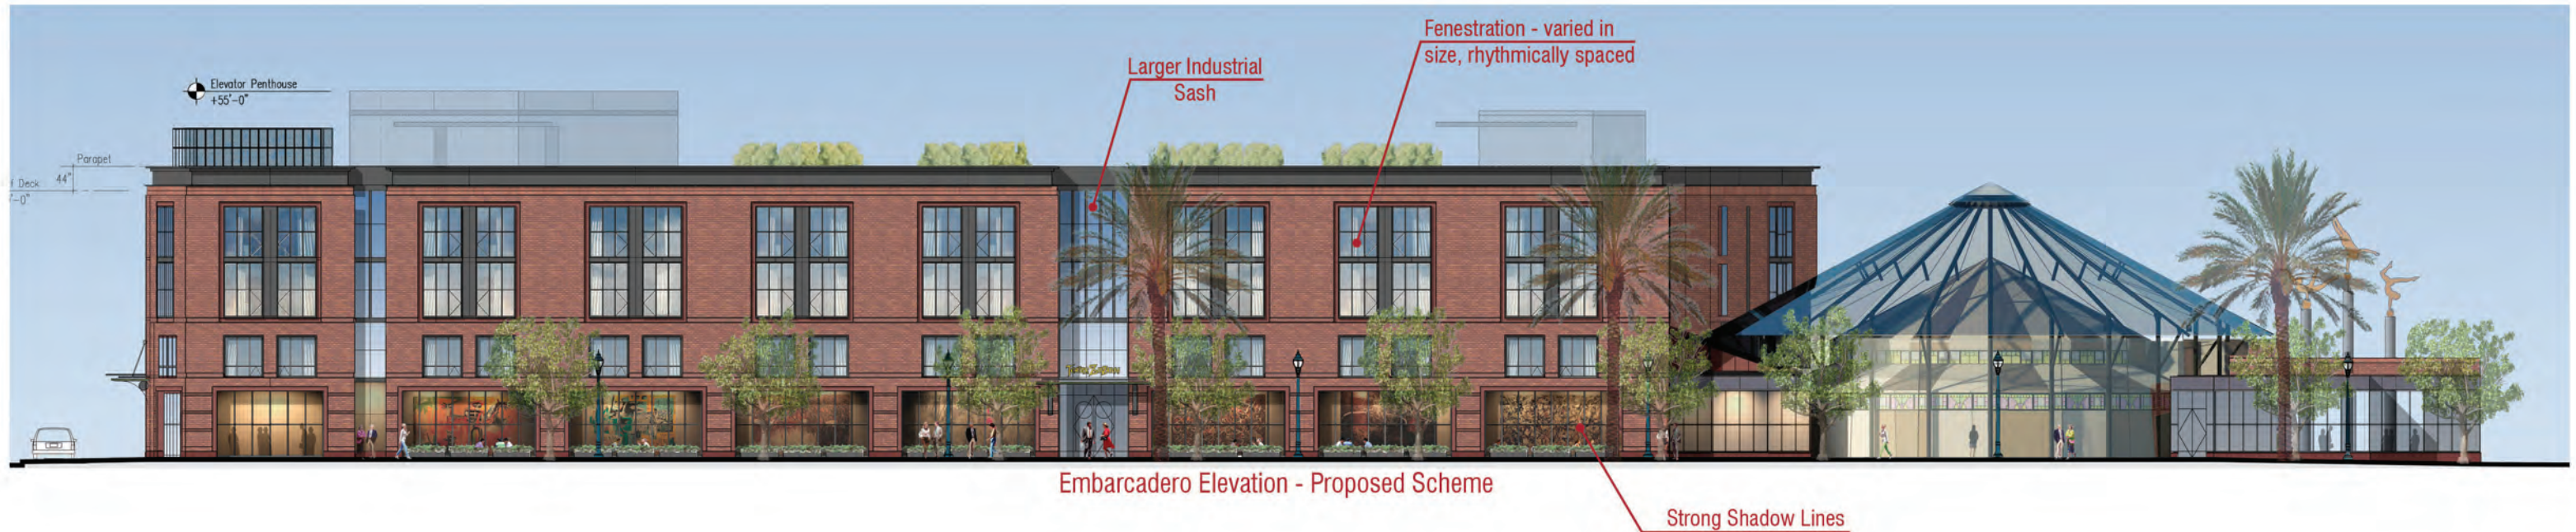 Fenestration - varied in
size, rhythmically spaced
Larger Industrial
Sash
Elevator Penthouse
+55'-0"
Parapet
44"
Deck
-0"
Embarcadero Elevation - Proposed Scheme
Strong Shadow Lines